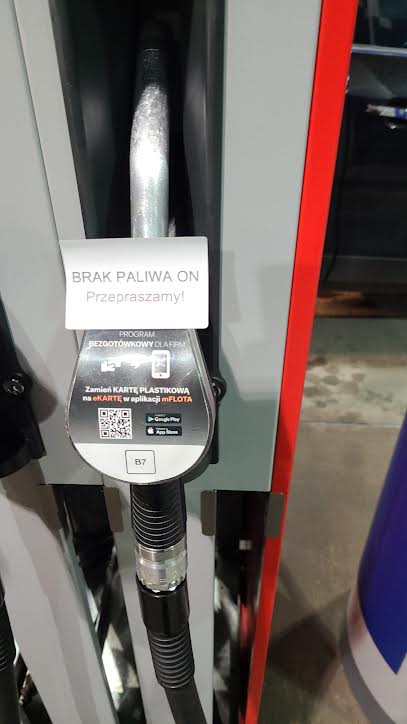 BRAK PALIWA ON
Przepraszamy!
PROGRAM
BEZGOTÓWKOWY DLA FIRM
Zamień KARTĘ PLASTIKOWĄ
na eKARTĘ w aplikacji mFLOTA
Google Play
App Store
B7